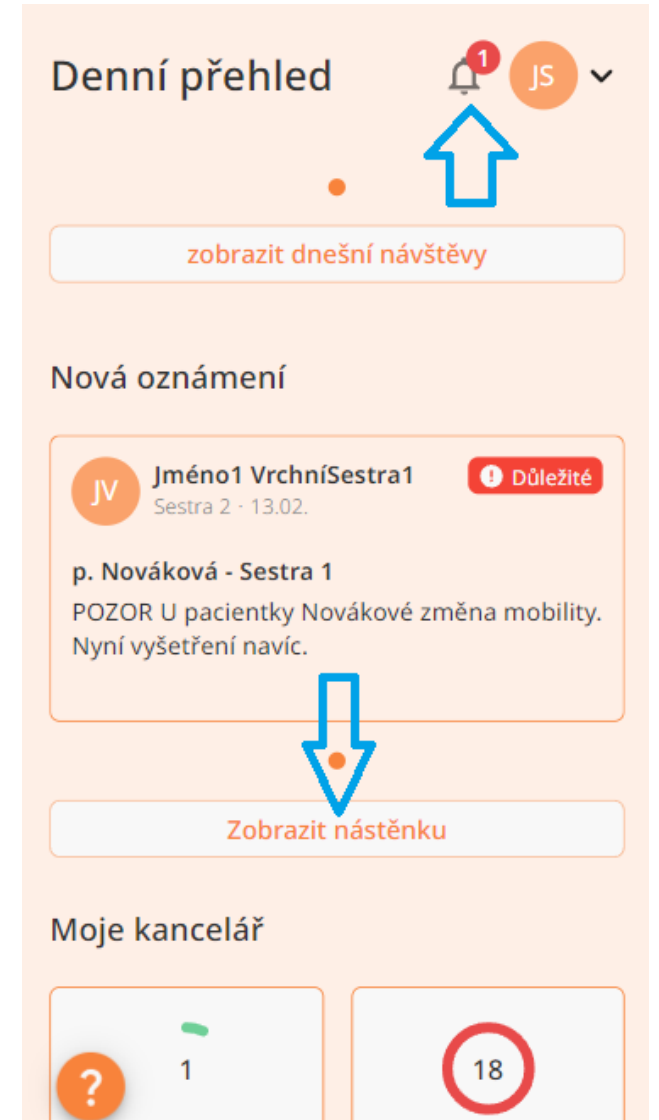 Denní přehled
1
JS
zobrazit dnešní návštěvy
Nová oznámení
JV
Jméno1 VrchníSestra1
! Důležité
Sestra 2 · 13.02.
p. Nováková - Sestra 1
POZOR U pacientky Novákové změna mobility.
Nyní vyšetření navíc.
Zobrazit nástěnku
Moje kancelář
1
18
?